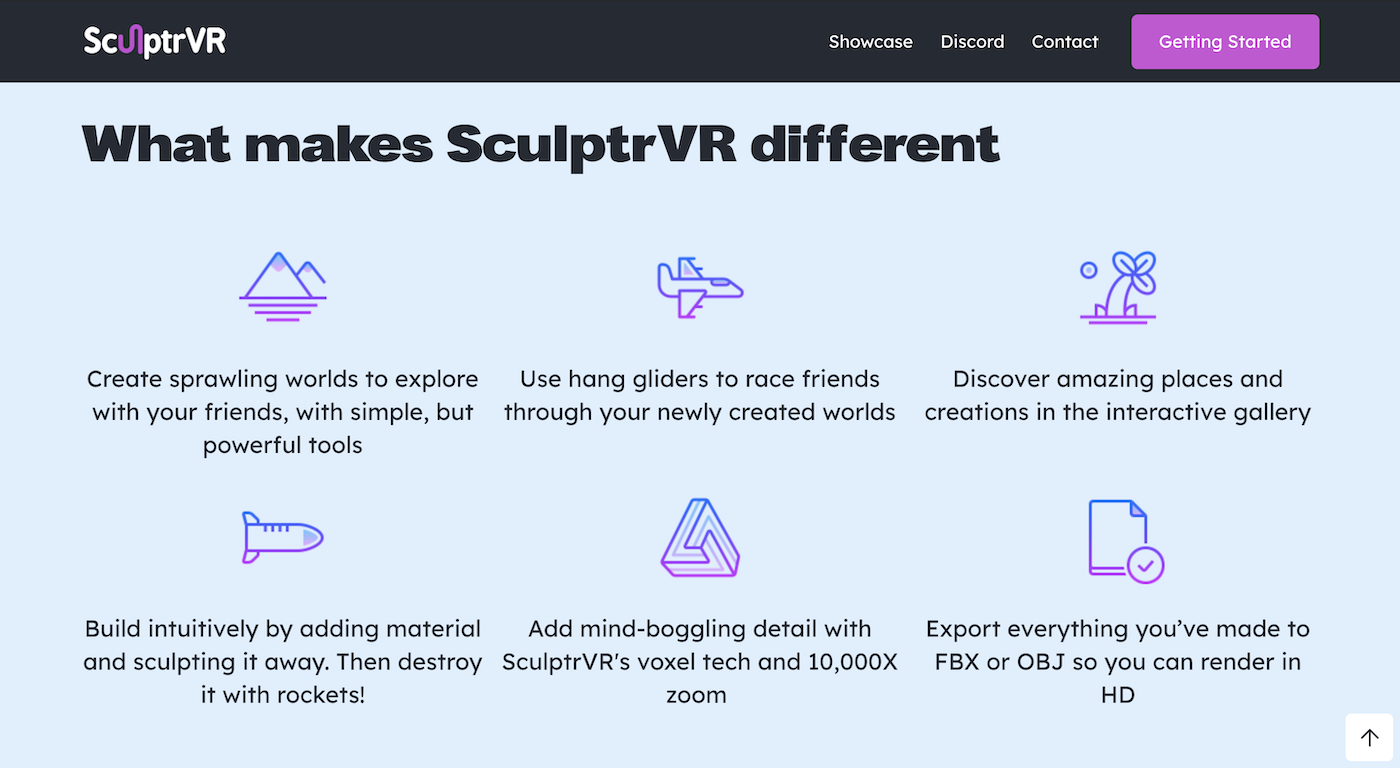 SculptrVR
Showcase
Discord
Contact
Getting Started
What makes SculptrVR different
Create sprawling worlds to explore
with your friends, with simple, but
powerful tools
Use hang gliders to race friends
through your newly created worlds
Discover amazing places and
creations in the interactive gallery
Build intuitively by adding material
and sculpting it away. Then destroy
it with rockets!
Add mind-boggling detail with
SculptrVR's voxel tech and 10,000X
zoom
Export everything you’ve made to
FBX or OBJ so you can render in
HD